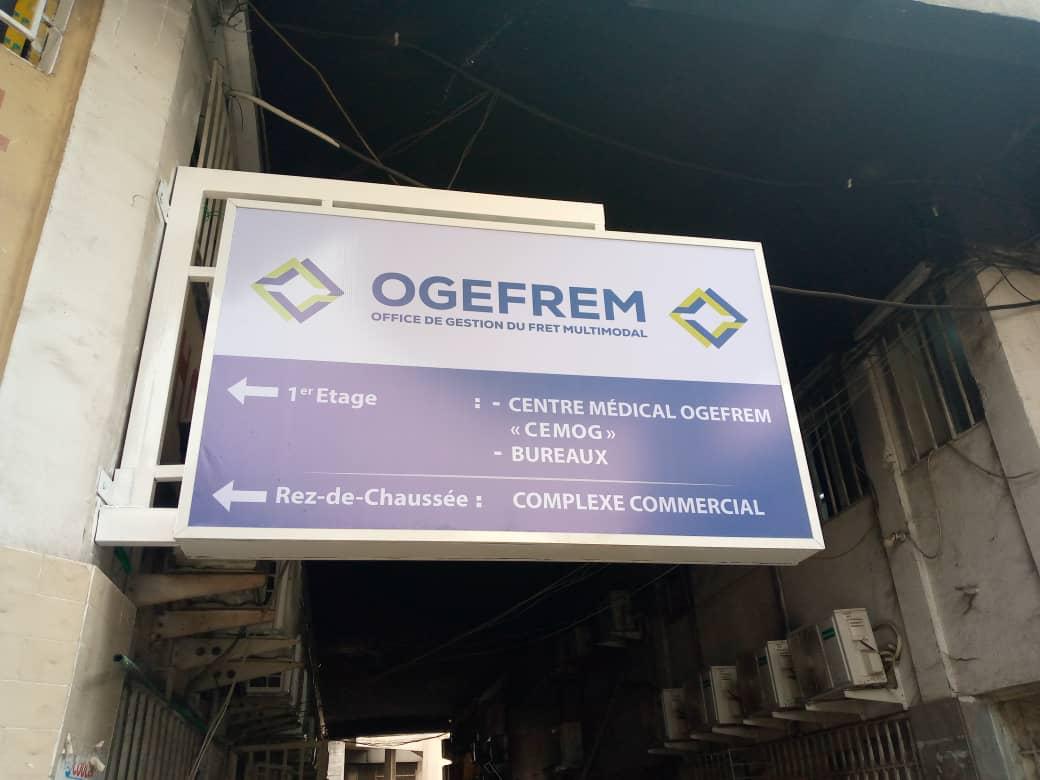 OGEFREM
OFFICE DE GESTION DU FRET MULTIMODAL
1er Etage : - CENTRE MÉDICAL OGEFREM
« CEMOG »
- BUREAUX
Rez-de-Chaussée : COMPLEXE COMMERCIAL